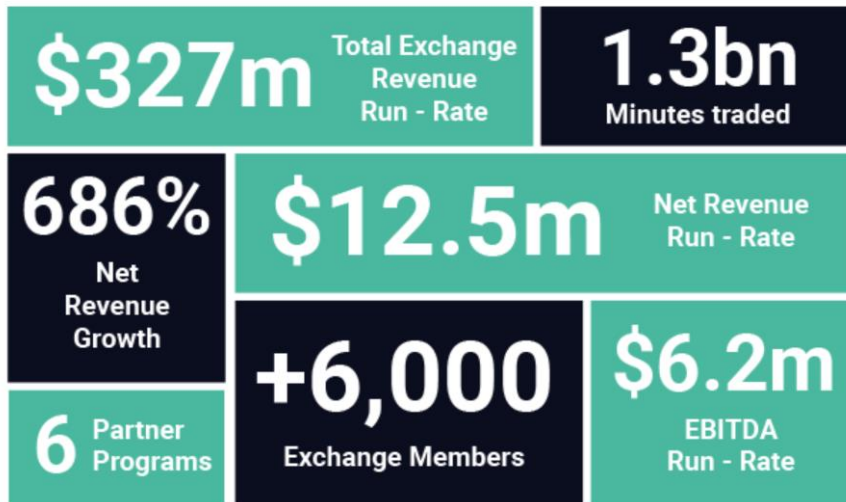 $327m
Total Exchange
Revenue
Run - Rate
1.3bn
Minutes traded
686%
Net
Revenue
Growth
$12.5m
Net Revenue
Run - Rate
+6,000
Exchange Members
$6.2m
EBITDA
Run - Rate
6
Partner
Programs